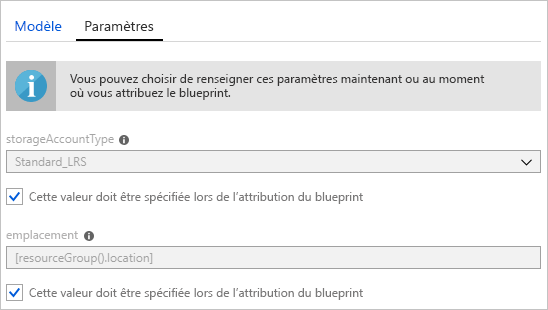 Modèle Paramètres
Vous pouvez choisir de renseigner ces paramètres maintenant ou au moment
où vous attribuez le blueprint.
storageAccountType
Standard_LRS
Cette valeur doit être spécifiée lors de l'attribution du blueprint
emplacement
[resourceGroup().location]
Cette valeur doit être spécifiée lors de l'attribution du blueprint